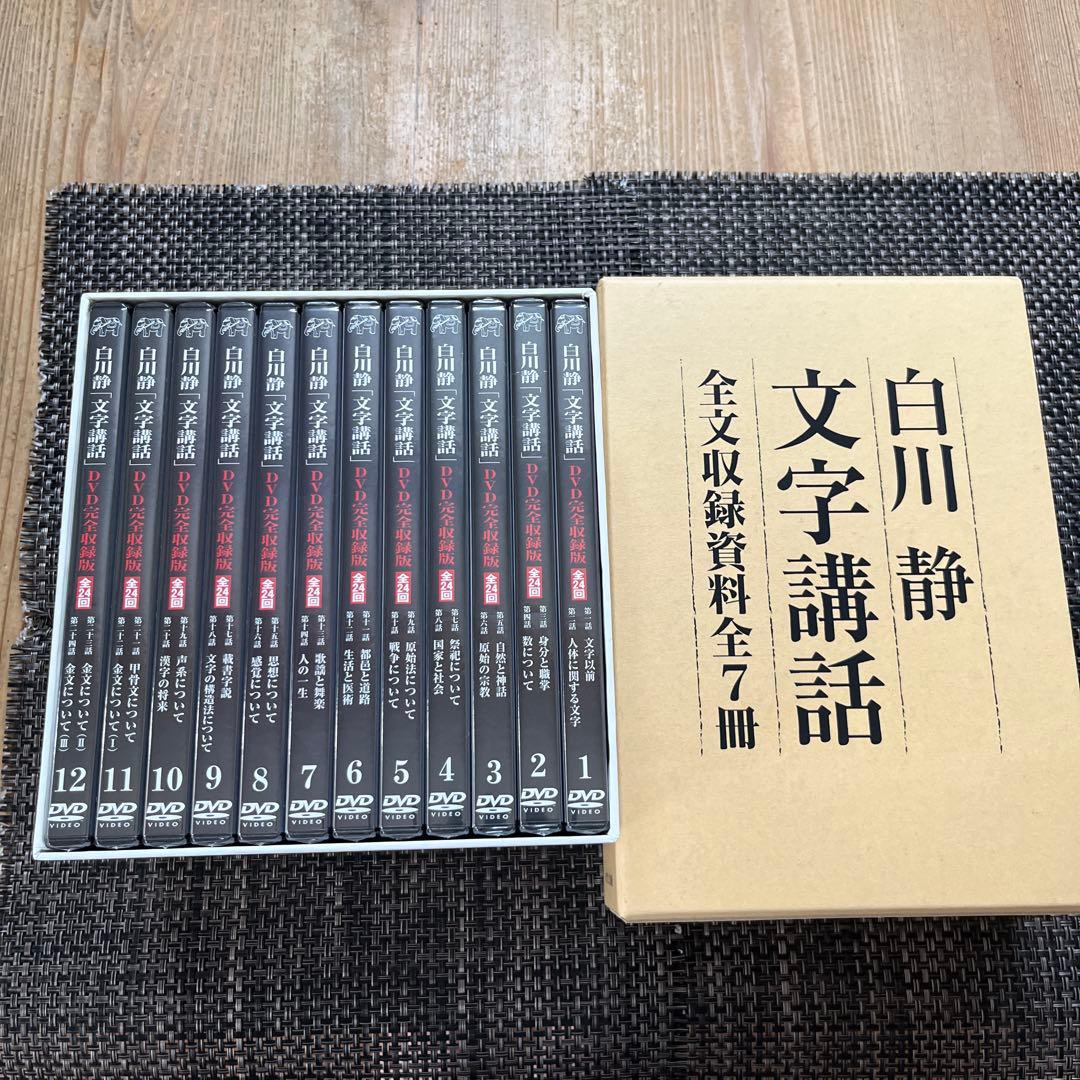 白川 静
文字講話
全文収録資料全7冊
白川静「文字講話」DVD完全収録版 全24回
第一話 文字以前
第二話 人体に関する文字
1
DVD
VIDEO
白川静「文字講話」DVD完全収録版 全24回
第三話 身分と職掌
第四話 数について
2
DVD
VIDEO
白川静「文字講話」DVD完全収録版 全24回
第五話 自然と神話
第六話 原始の宗教
3
DVD
VIDEO
白川静「文字講話」DVD完全収録版 全24回
第七話 祭祀について
第八話 国家と社会
4
DVD
VIDEO
白川静「文字講話」DVD完全収録版 全24回
第九話 原始法について
第十話 戦争について
5
DVD
VIDEO
白川静「文字講話」DVD完全収録版 全24回
第十一話 都邑と道路
第十二話 生活と医術
6
DVD
VIDEO
白川静「文字講話」DVD完全収録版 全24回
第十三話 歌謡と舞楽
第十四話 人の一生
7
DVD
VIDEO
白川静「文字講話」DVD完全収録版 全24回
第十五話 思想について
第十六話 感覚について
8
DVD
VIDEO
白川静「文字講話」DVD完全収録版 全24回
第十七話 載書字説
第十八話 文字の構造法について
9
DVD
VIDEO
白川静「文字講話」DVD完全収録版 全24回
第十九話 声系について
第二十話 漢字の将来
10
DVD
VIDEO
白川静「文字講話」DVD完全収録版 全24回
第二十一話 甲骨文について
第二十二話 金文について(I)
11
DVD
VIDEO
白川静「文字講話」DVD完全収録版 全24回
第二十三話 金文について(II)
第二十四話 金文について(III)
12
DVD
VIDEO